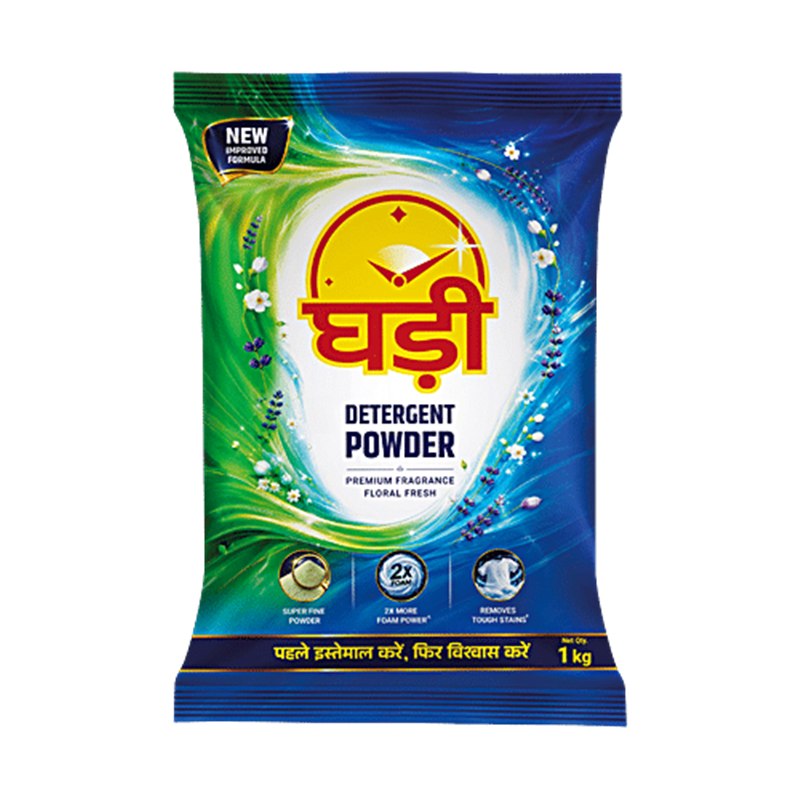 NEW
IMPROVED
FORMULA
घड़ी
DETERGENT
POWDER
PREMIUM FRAGRANCE
FLORAL FRESH
2X
FOAM
SUPER FINE
POWDER
2X MORE
FOAM POWER^
REMOVES
TOUGH STAINS*
पहले इस्तेमाल करें, फिर विश्वास करें
Net Qty.
1 kg